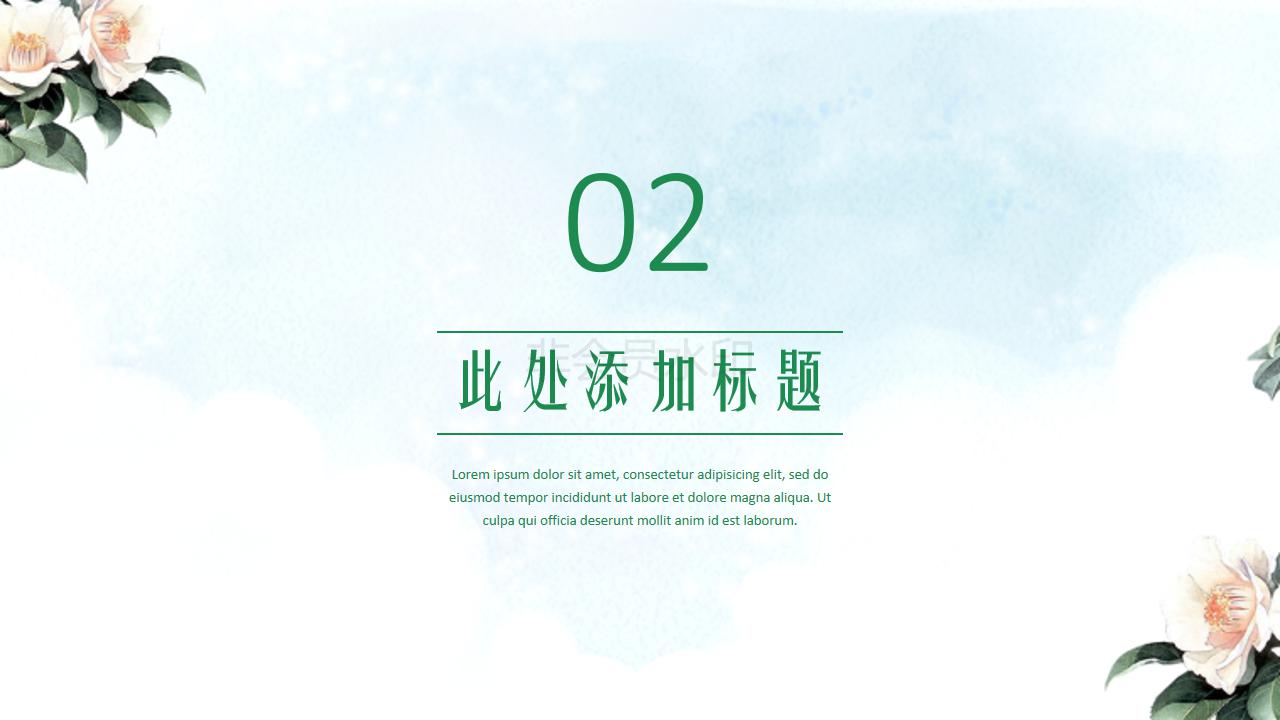 02
非会员水印
此处添加标题
Lorem ipsum dolor sit amet, consectetur adipisicing elit, sed do
eiusmod tempor incididunt ut labore et dolore magna aliqua. Ut
culpa qui officia deserunt mollit anim id est laborum.